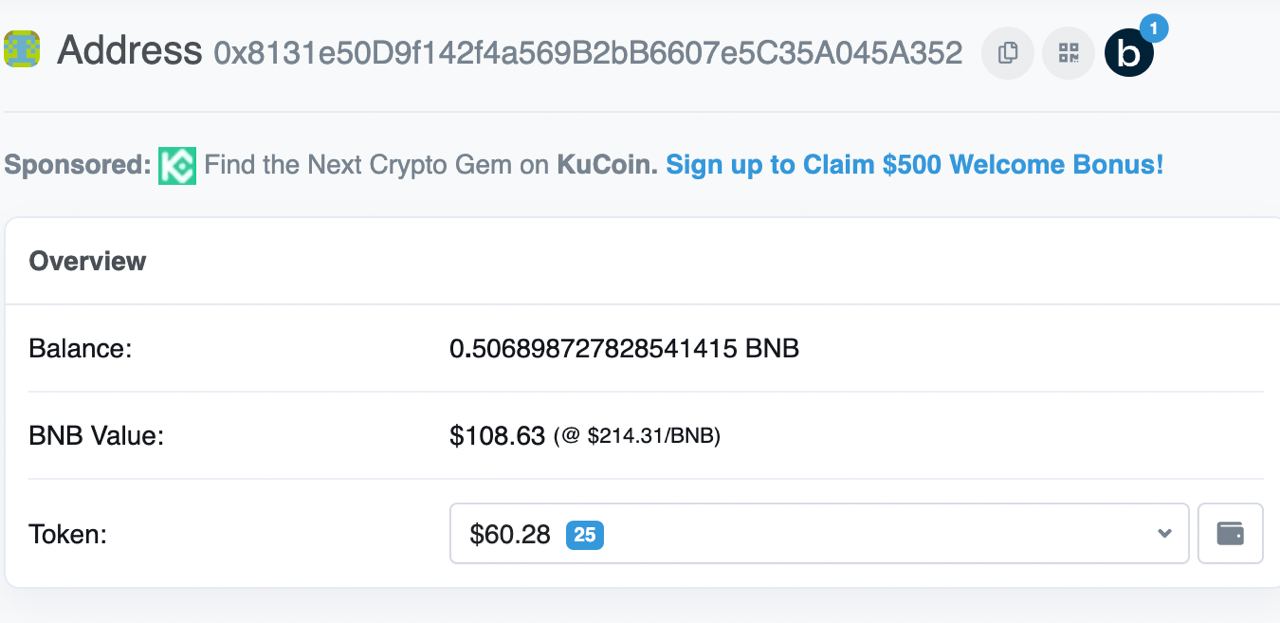 Address 0x8131e50D9f142f4a569B2bB6607e5C35A045A352 b 1
Sponsored: Find the Next Crypto Gem on KuCoin. Sign up to Claim $500 Welcome Bonus!
Overview
Balance: 0.506898727828541415 BNB
BNB Value: $108.63 (@ $214.31/BNB)
Token: $60.28 25